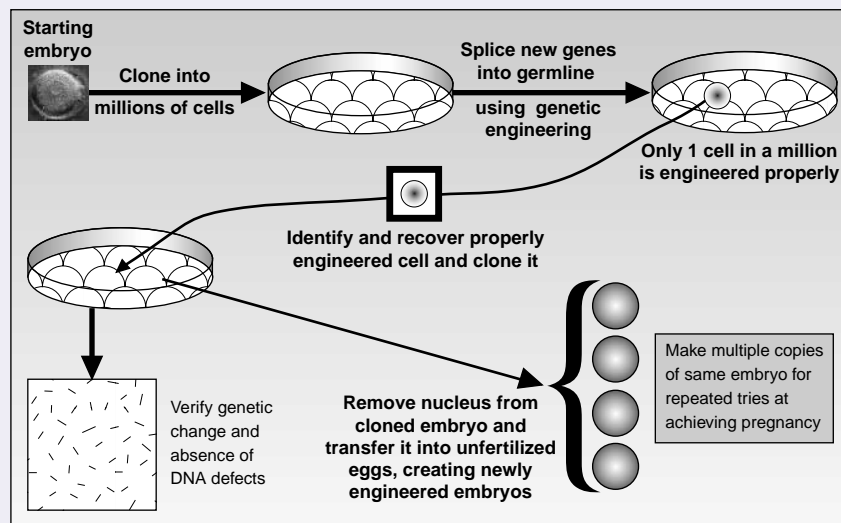 Starting
embryo
Clone into
millions of cells
Splice new genes
into germline
using genetic
engineering
Only 1 cell in a million
is engineered properly
Identify and recover properly
engineered cell and clone it
Verify genetic
change and
absence of
DNA defects
Remove nucleus from
cloned embryo and
transfer it into unfertilized
eggs, creating newly
engineered embryos
Make multiple copies
of same embryo for
repeated tries at
achieving pregnancy